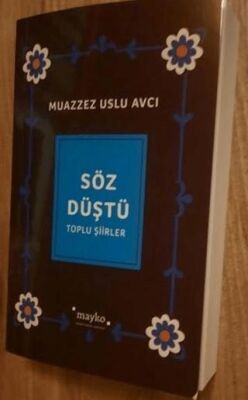 MUAZZEZ USLU AVCI
SÖZ
DÜŞTÜ
TOPLU ŞİİRLER
mayko